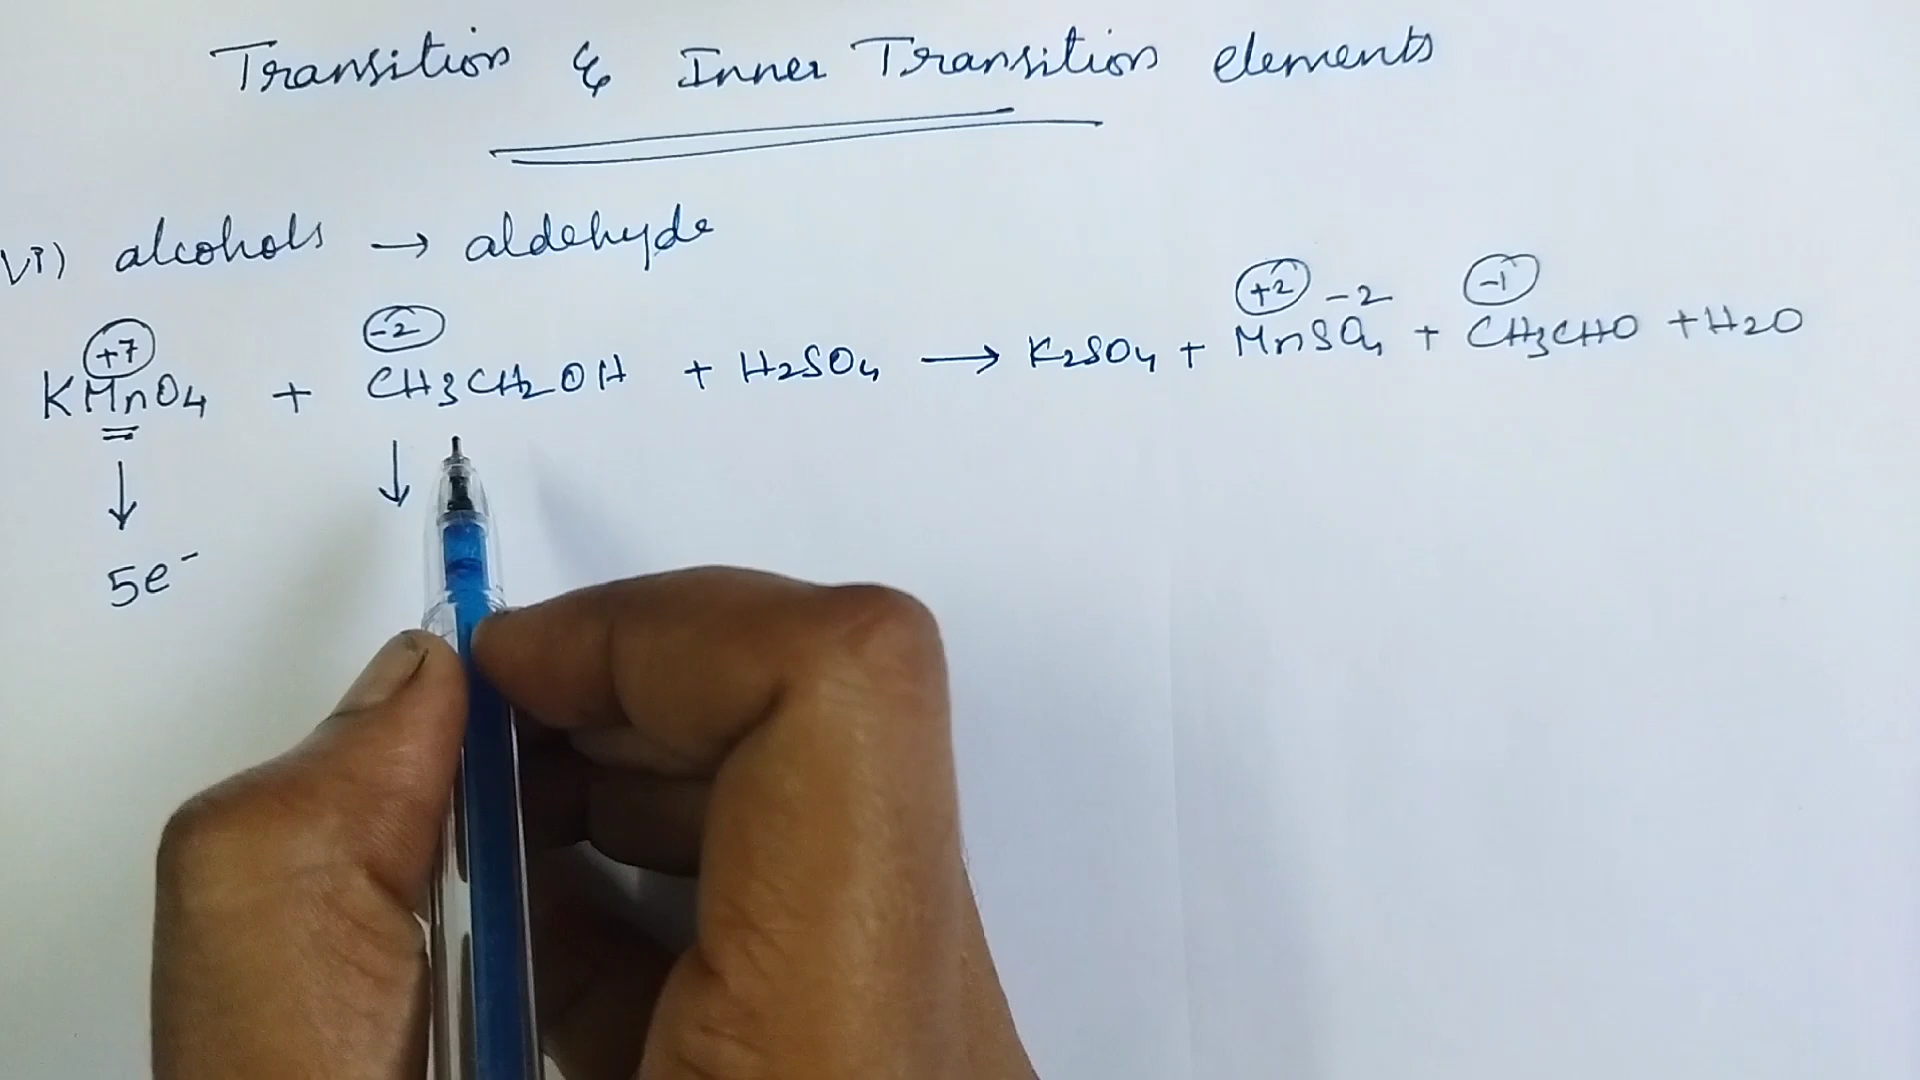 Transition & Inner Transition elements
vi) alcohols → aldehyde
+7 -2 +2 -2 -1
KMnO4 + CH3CH2OH + H2SO4 → K2SO4 + MnSO4 + CH3CHO + H2O
↓ ↓
5e⁻